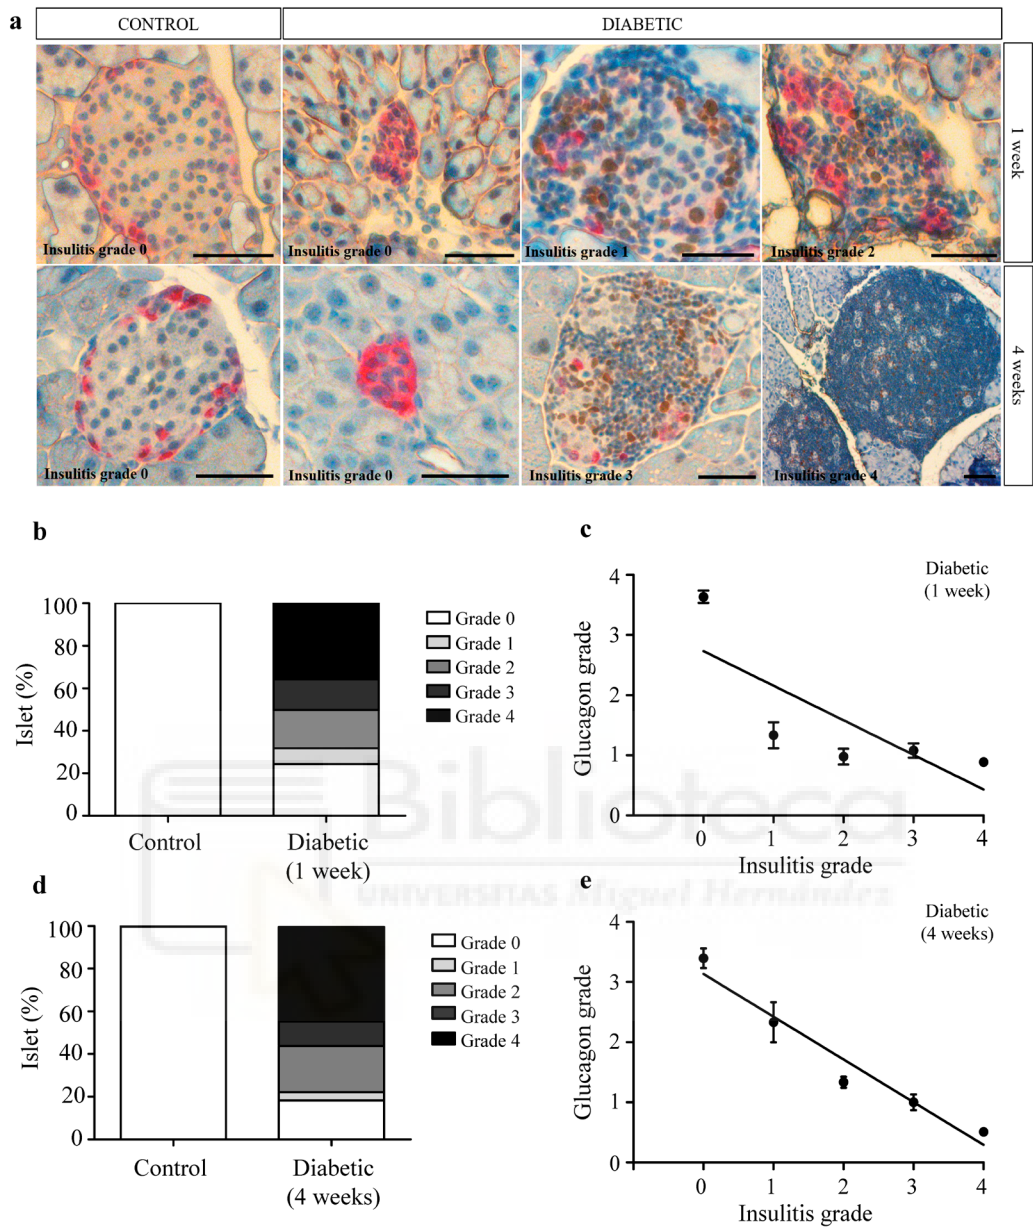 a
CONTROL
DIABETIC
Insulitis grade 0
Insulitis grade 0
Insulitis grade 1
Insulitis grade 2
1 week
Insulitis grade 0
Insulitis grade 0
Insulitis grade 3
Insulitis grade 4
4 weeks
b
100
80
60
40
20
0
Islet (%)
Control
Diabetic
(1 week)
Grade 0
Grade 1
Grade 2
Grade 3
Grade 4
c
Diabetic
(1 week)
4
3
2
1
0
Glucagon grade
0 1 2 3 4
Insulitis grade
Biblioteca
UNIVERSITAS Miguel Hernández
d
100
80
60
40
20
0
Islet (%)
Control
Diabetic
(4 weeks)
Grade 0
Grade 1
Grade 2
Grade 3
Grade 4
e
Diabetic
(4 weeks)
4
3
2
1
0
Glucagon grade
0 1 2 3 4
Insulitis grade